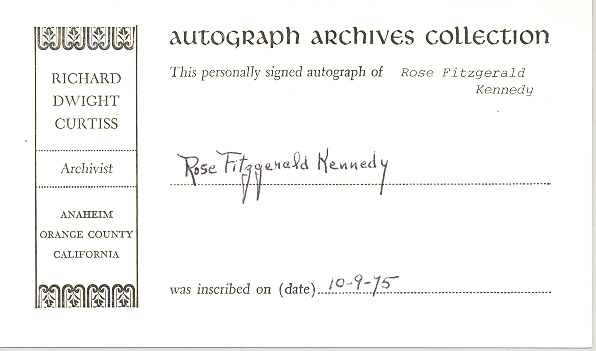 autograph archives collection
RICHARD
DWIGHT
CURTISS
Archivist
ANAHEIM
ORANGE COUNTY
CALIFORNIA
This personally signed autograph of Rose Fitzgerald
Kennedy
Rose Fitzgerald Kennedy
was inscribed on (date) 10-9-75